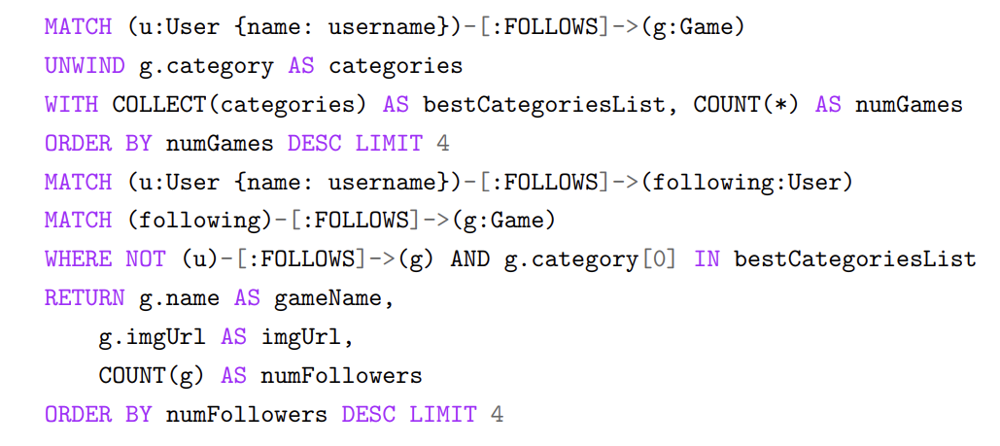 MATCH (u:User {name: username})-[:FOLLOWS]->(g:Game)
UNWIND g.category AS categories
WITH COLLECT(categories) AS bestCategoriesList, COUNT(*) AS numGames
ORDER BY numGames DESC LIMIT 4
MATCH (u:User {name: username})-[:FOLLOWS]->(following:User)
MATCH (following)-[:FOLLOWS]->(g:Game)
WHERE NOT (u)-[:FOLLOWS]->(g) AND g.category[0] IN bestCategoriesList
RETURN g.name AS gameName,
g.imgUrl AS imgUrl,
COUNT(g) AS numFollowers
ORDER BY numFollowers DESC LIMIT 4